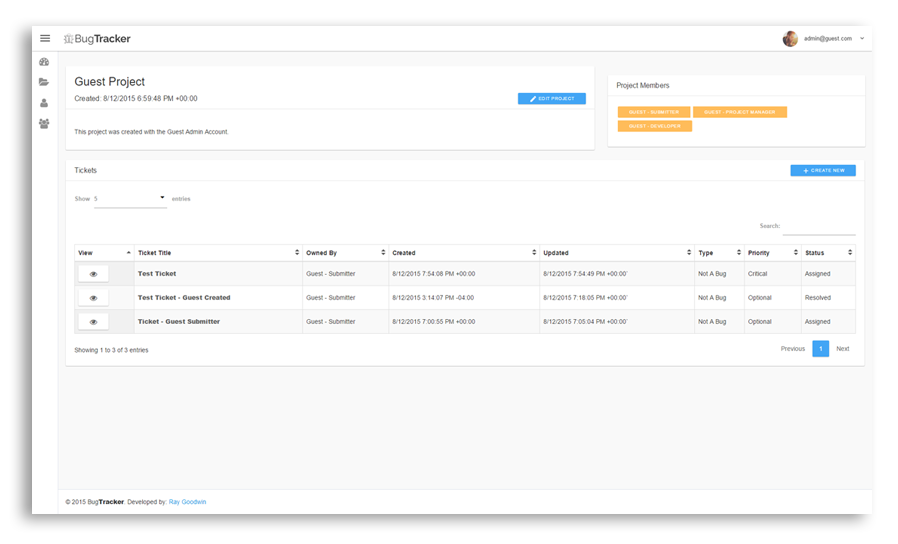 BugTracker
admin@guest.com
Guest Project
Created: 8/12/2015 6:59:48 PM +00:00
EDIT PROJECT
This project was created with the Guest Admin Account.
Project Members
GUEST - SUBMITTER GUEST - PROJECT MANAGER
GUEST - DEVELOPER
Tickets
CREATE NEW
Show 5 entries
Search:
View Ticket Title Owned By Created Updated Type Priority Status
Test Ticket Guest - Submitter 8/12/2015 7:54:08 PM +00:00 8/12/2015 7:54:49 PM +00:00` Not A Bug Critical Assigned
Test Ticket - Guest Created Guest - Submitter 8/12/2015 3:14:07 PM -04:00 8/12/2015 7:18:05 PM +00:00` Not A Bug Optional Resolved
Ticket - Guest Submitter Guest - Submitter 8/12/2015 7:00:55 PM +00:00 8/12/2015 7:05:04 PM +00:00` Not A Bug Optional Assigned
Showing 1 to 3 of 3 entries
Previous 1 Next
© 2015 BugTracker. Developed by: Ray Goodwin